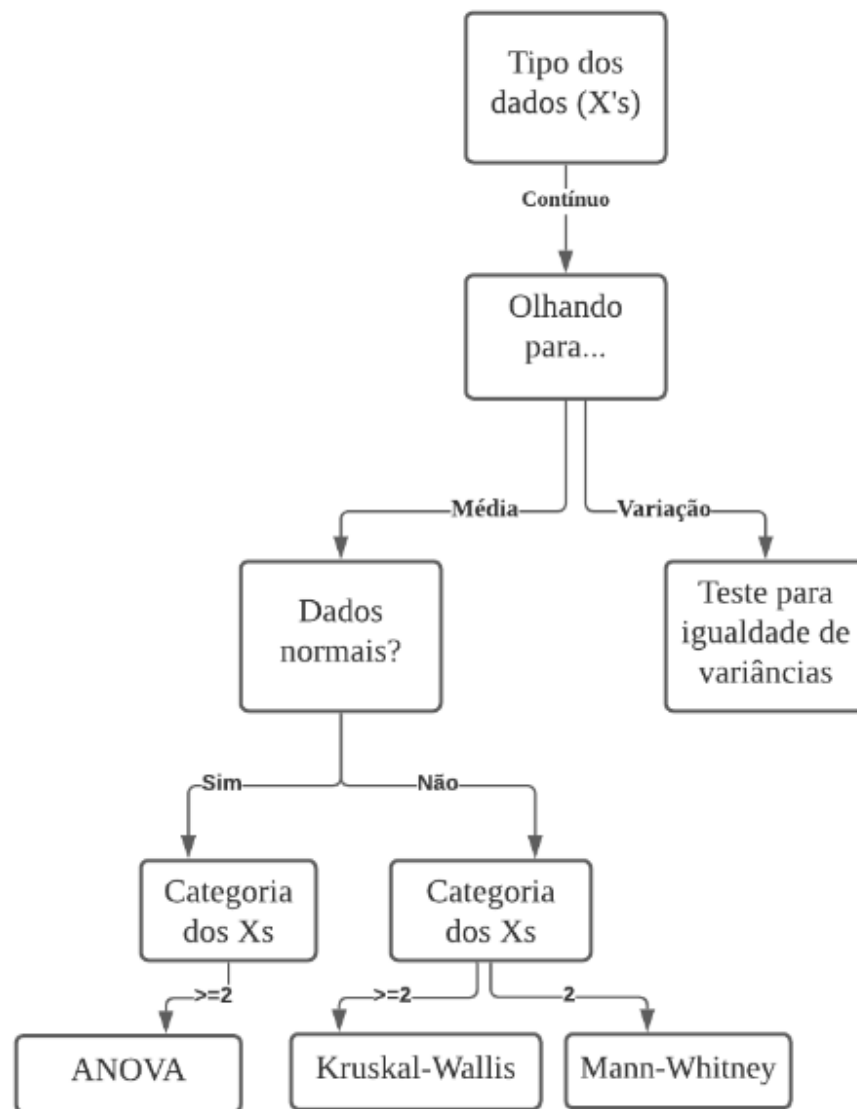 Tipo dos
dados (X's)
Contínuo
Olhando
para...
Média
Variação
Dados
normais?
Teste para
igualdade de
variâncias
Sim
Não
Categoria
dos Xs
Categoria
dos Xs
>=2
>=2
2
ANOVA
Kruskal-Wallis
Mann-Whitney